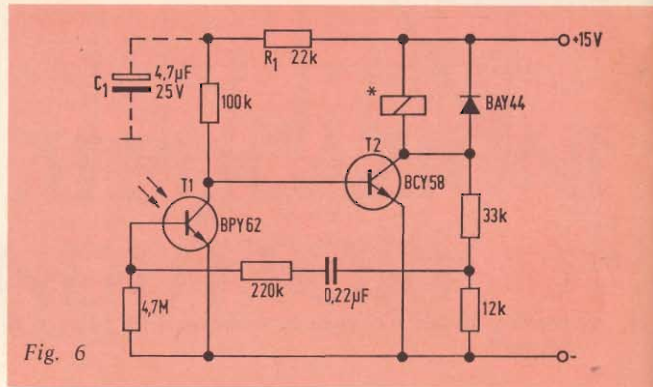 +15V
R1 22k
C1 4,7µF
25V
100k
*
BAY44
T2
T1
BCY58
BPY62
33k
220k
0,22µF
4,7M
12k
Fig. 6
-